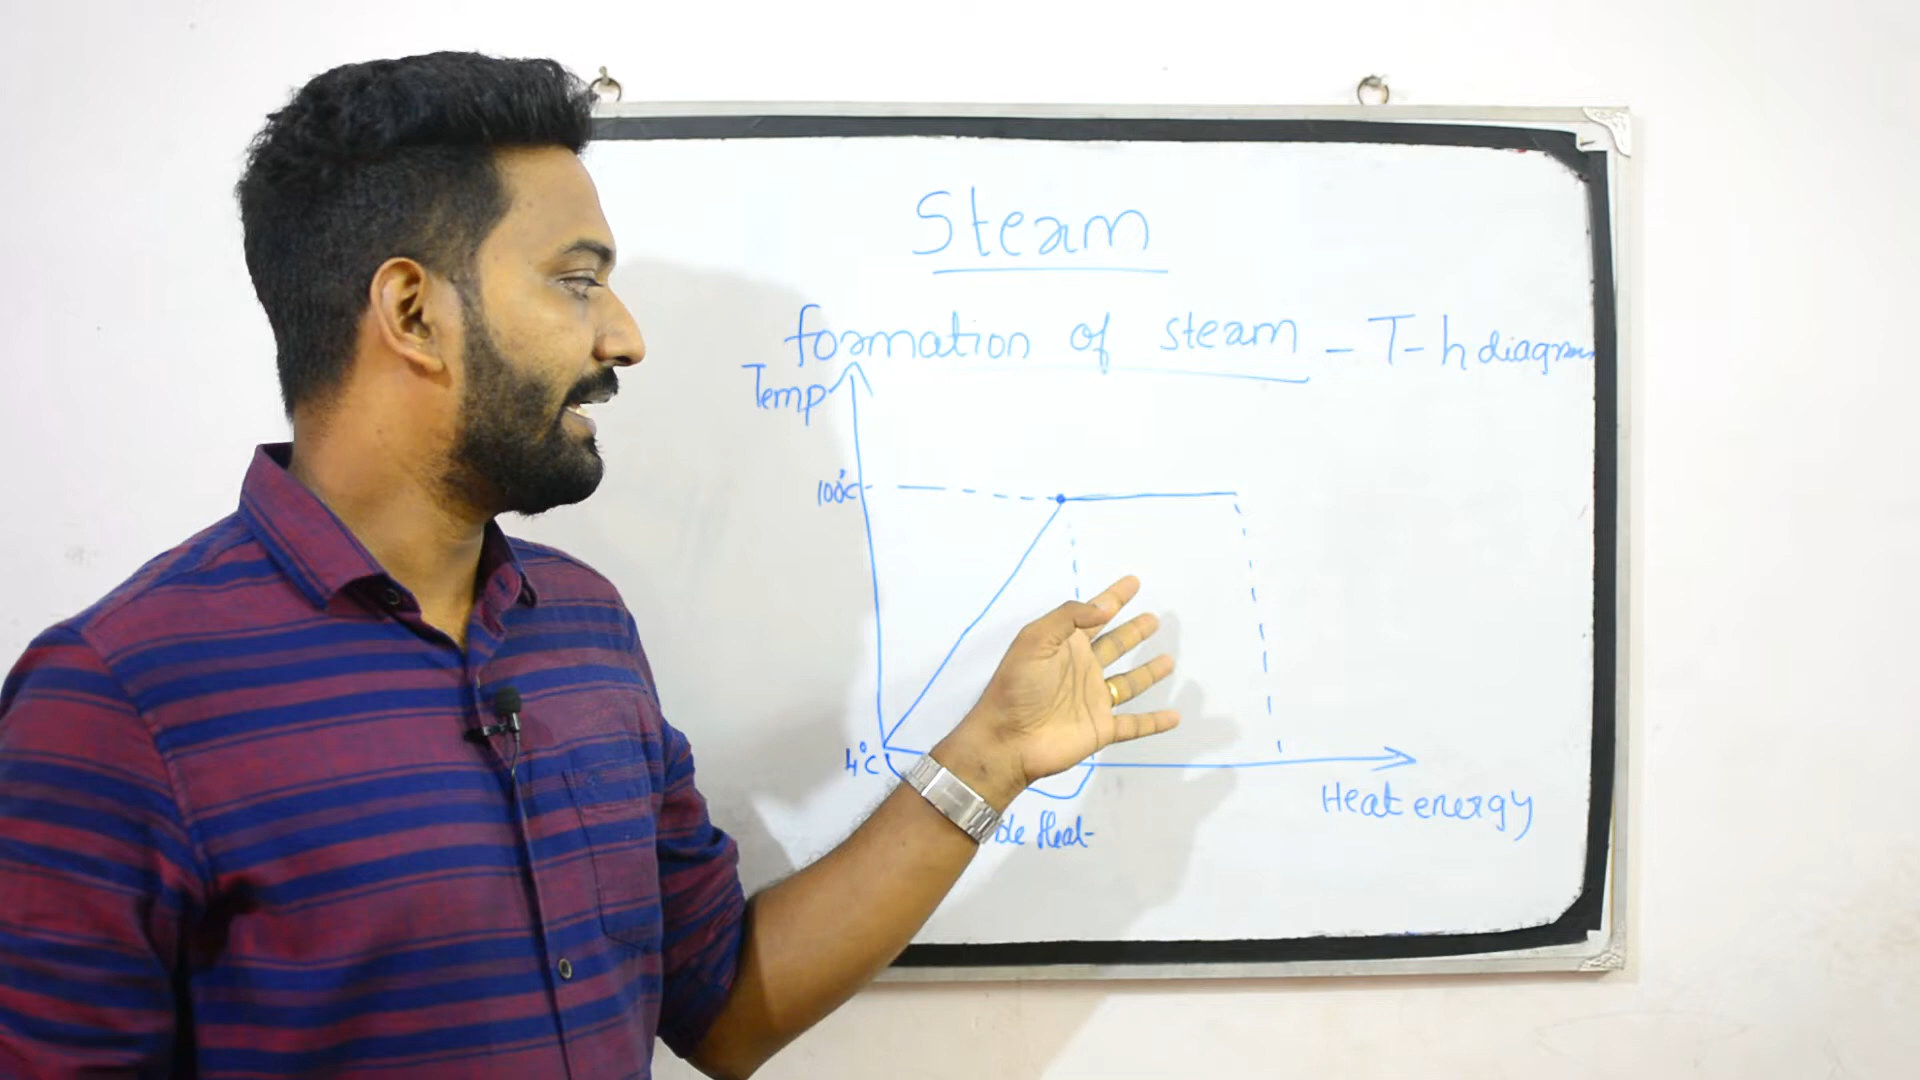 Steam
formation of steam - T-h diagram
Temp
100°C
4°C
Heat energy
Heat